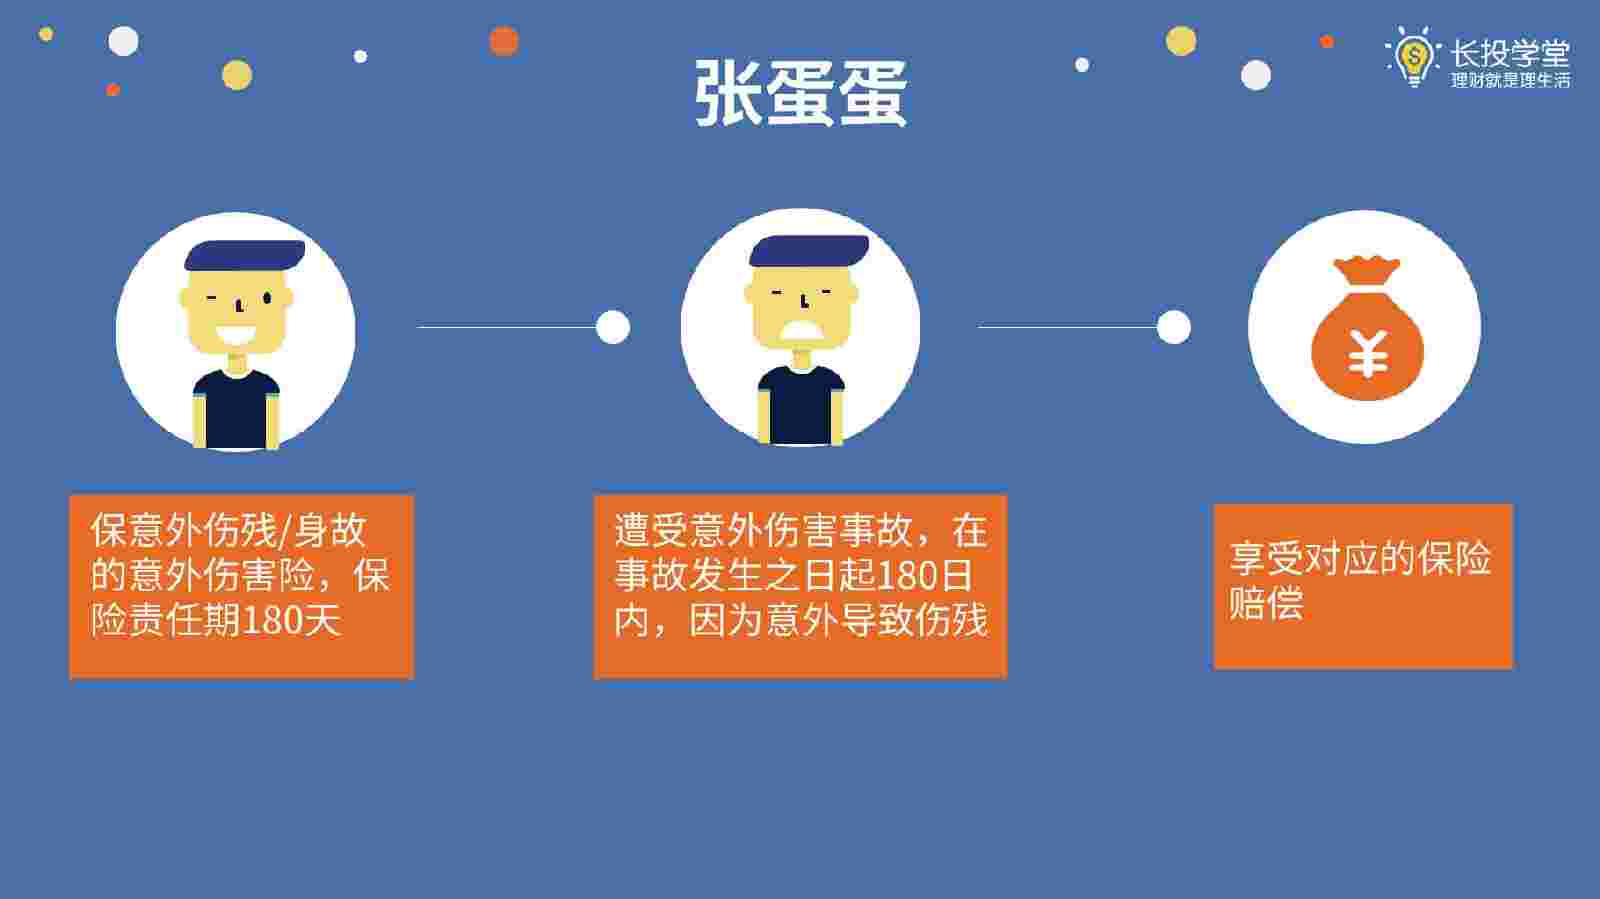 长投学堂
理财就是理生活
张蛋蛋
保意外伤残/身故
的意外伤害险，保
险责任期180天
遭受意外伤害事故，在
事故发生之日起180日
内，因为意外导致伤残
享受对应的保险
赔偿